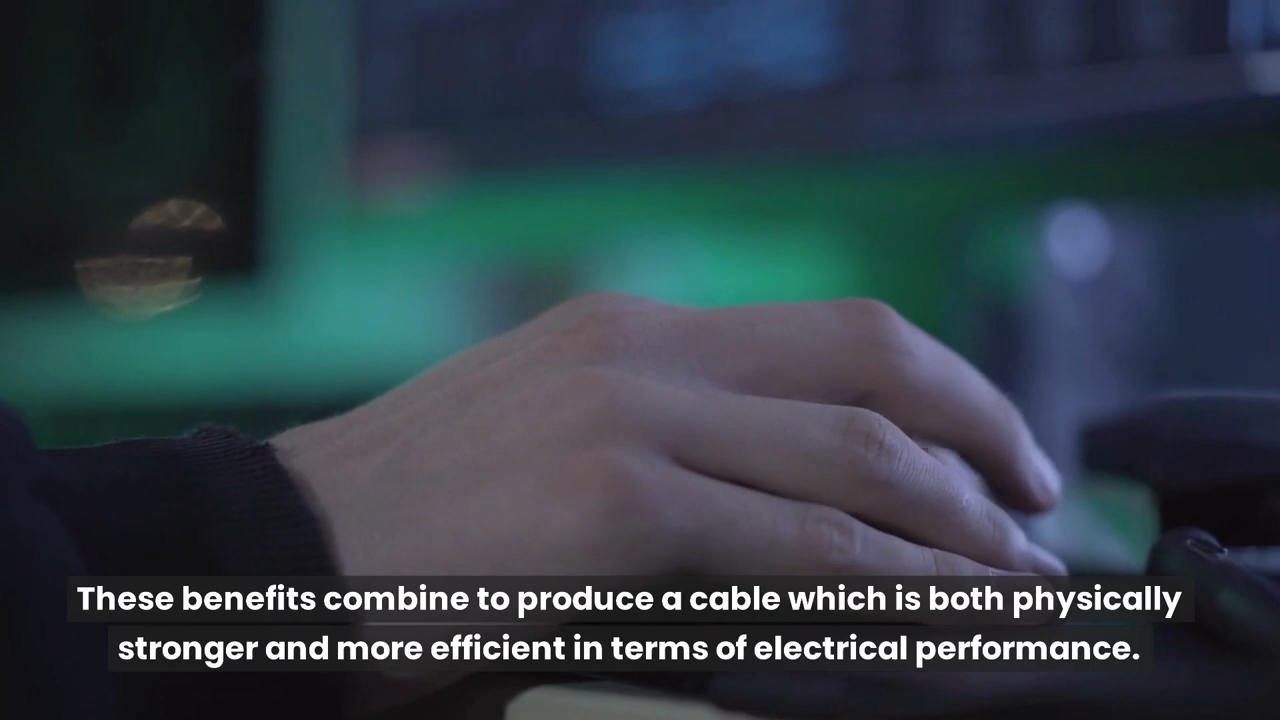 These benefits combine to produce a cable which is both physically
stronger and more efficient in terms of electrical performance.